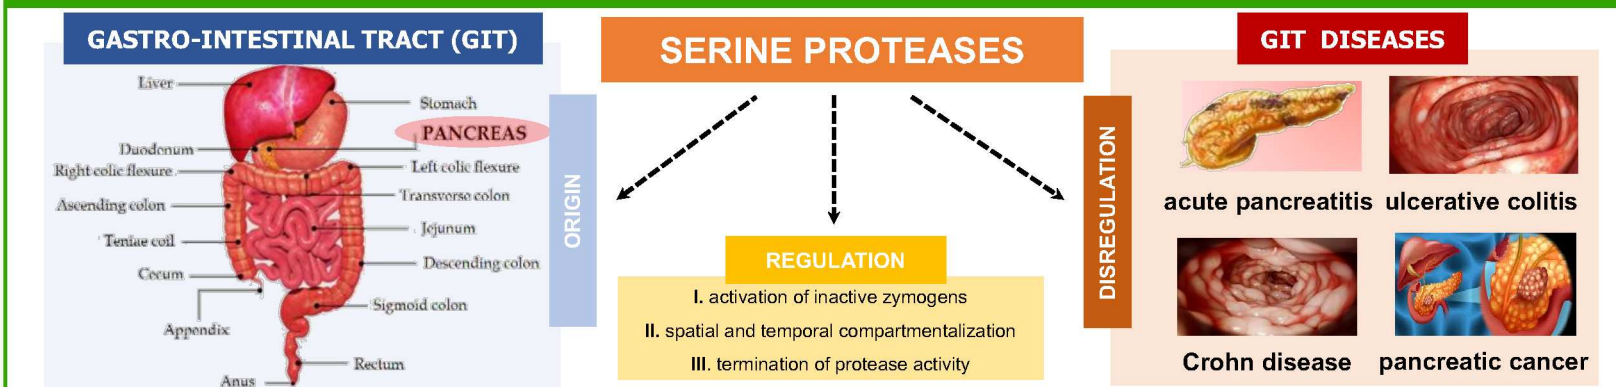 GASTRO-INTESTINAL TRACT (GIT)
Liver
Stomach
PANCREAS
Duodenum
Right colic flexure
Left colic flexure
Transverse colon
Ascending colon
Teniae coil
Jejunum
Cecum
Descending colon
Sigmoid colon
Appendix
Rectum
Anus
ORIGIN
SERINE PROTEASES
REGULATION
I. activation of inactive zymogens
II. spatial and temporal compartmentalization
III. termination of protease activity
DISREGULATION
GIT DISEASES
acute pancreatitis
ulcerative colitis
Crohn disease
pancreatic cancer